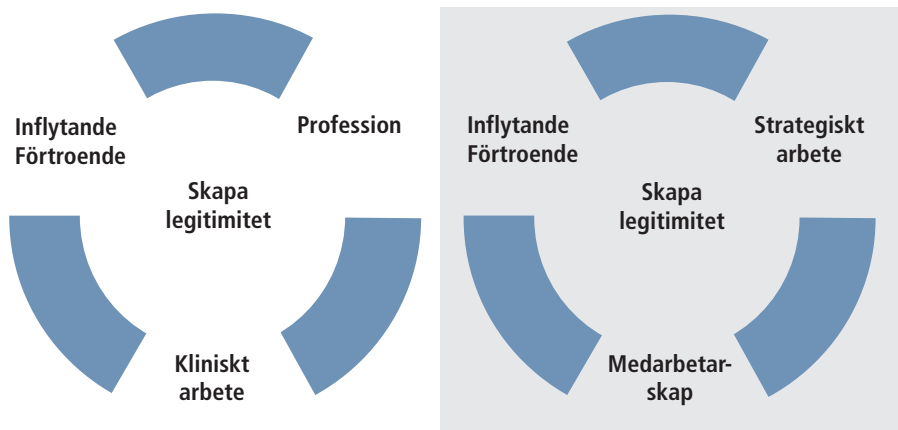 Inflytande
Förtroende
Profession
Skapa
legitimitet
Kliniskt
arbete
Inflytande
Förtroende
Strategiskt
arbete
Skapa
legitimitet
Medarbetar-
skap